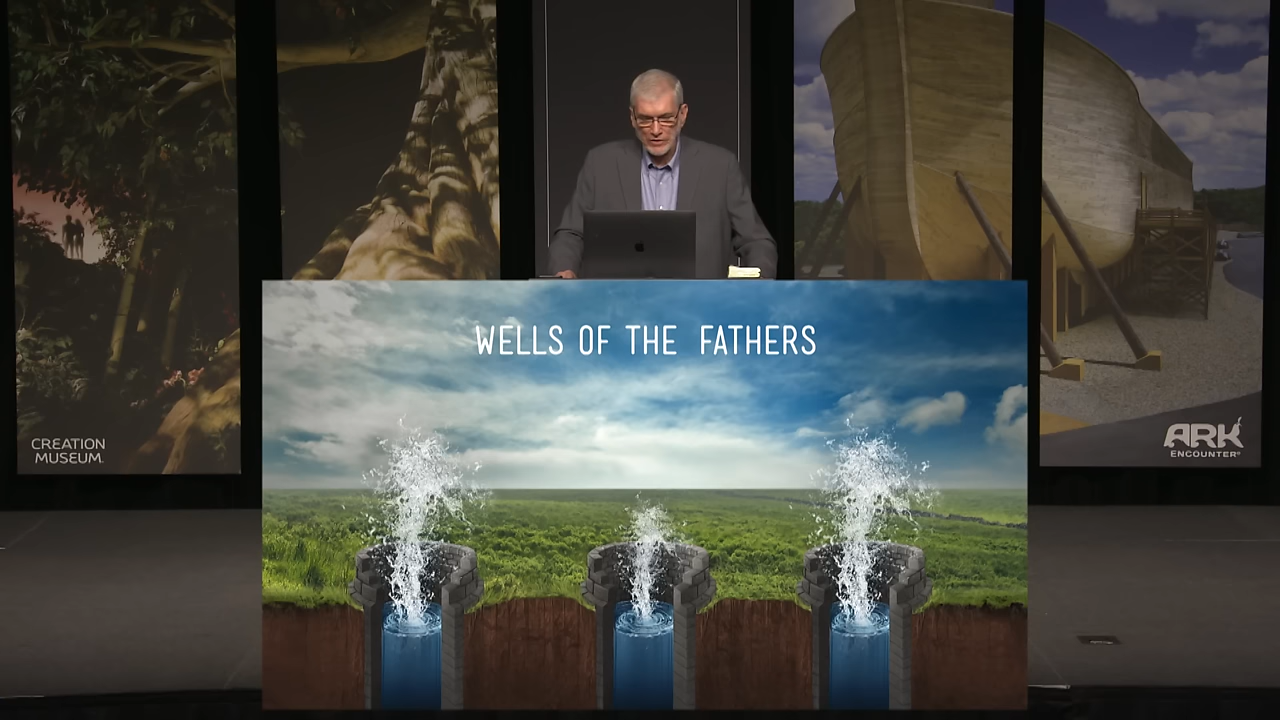 WELLS OF THE FATHERS
CREATION
MUSEUM
ARK
ENCOUNTER